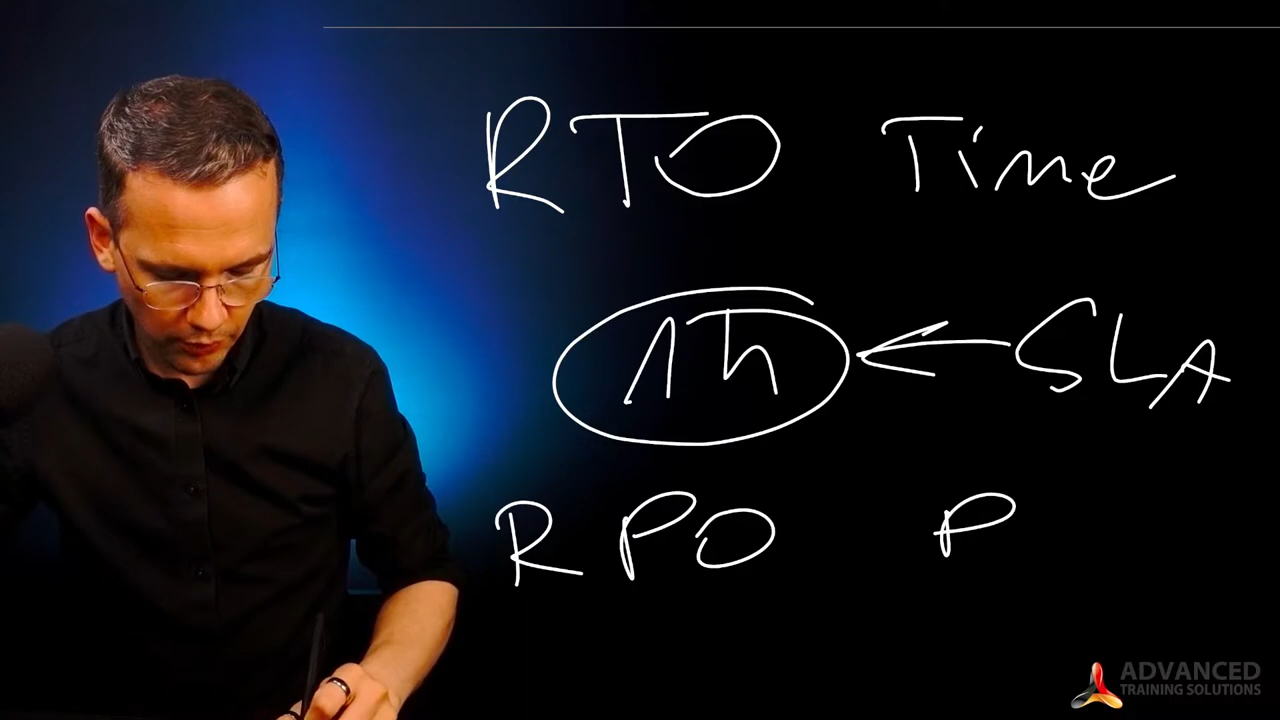 RTO Time
1h ← SLA
RPO P
ADVANCED
TRAINING SOLUTIONS